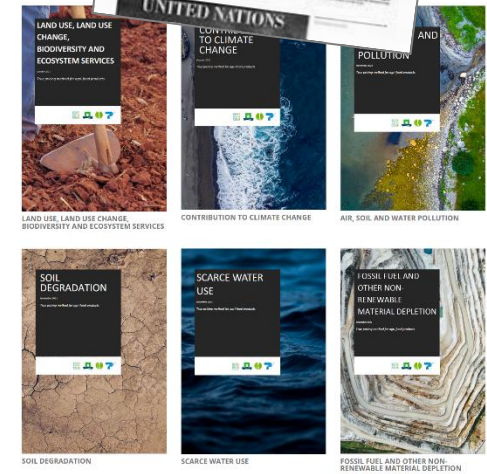 UNITED NATIONS
LAND USE, LAND USE
CHANGE,
BIODIVERSITY AND
ECOSYSTEM SERVICES
TO CLIMATE
CHANGE
AND
POLLUTION
LAND USE, LAND USE CHANGE,
BIODIVERSITY AND ECOSYSTEM SERVICES
CONTRIBUTION TO CLIMATE CHANGE
AIR, SOIL AND WATER POLLUTION
SOIL
DEGRADATION
SCARCE WATER
USE
FOSSIL FUEL AND
OTHER NON-
RENEWABLE
MATERIAL DEPLETION
SOIL DEGRADATION
SCARCE WATER USE
FOSSIL FUEL AND OTHER NON-
RENEWABLE MATERIAL DEPLETION